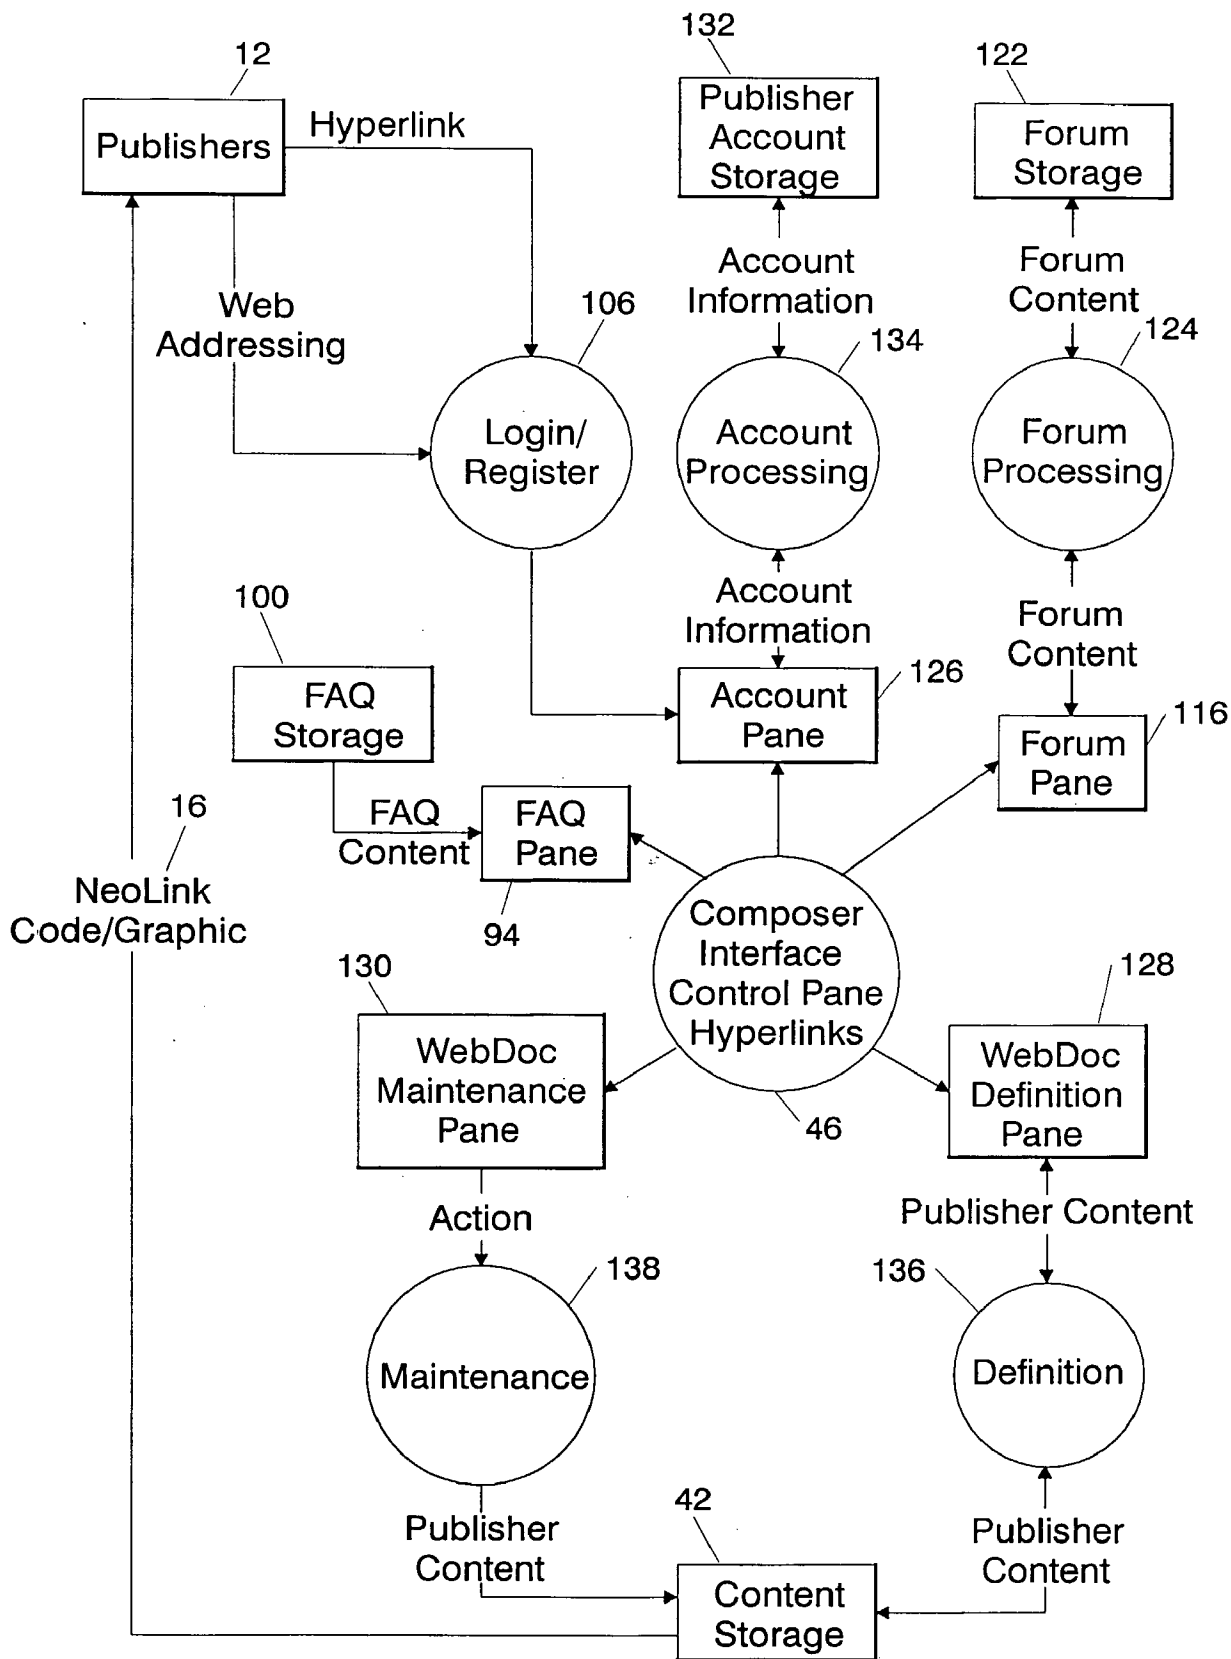 132
122
12
Publishers
Hyperlink
Publisher
Account
Storage
Forum
Storage
Account
Information
Forum
Content
Web
Addressing
106
134
124
Login/
Register
Account
Processing
Forum
Processing
100
Account
Information
Forum
Content
FAQ
Storage
Account
Pane
126
Forum
Pane
116
16
FAQ
Content
FAQ
Pane
94
NeoLink
Code/Graphic
Composer
Interface
Control Pane
Hyperlinks
46
130
WebDoc
Maintenance
Pane
128
WebDoc
Definition
Pane
Action
Publisher Content
138
136
Maintenance
Definition
Publisher
Content
42
Publisher
Content
Content
Storage